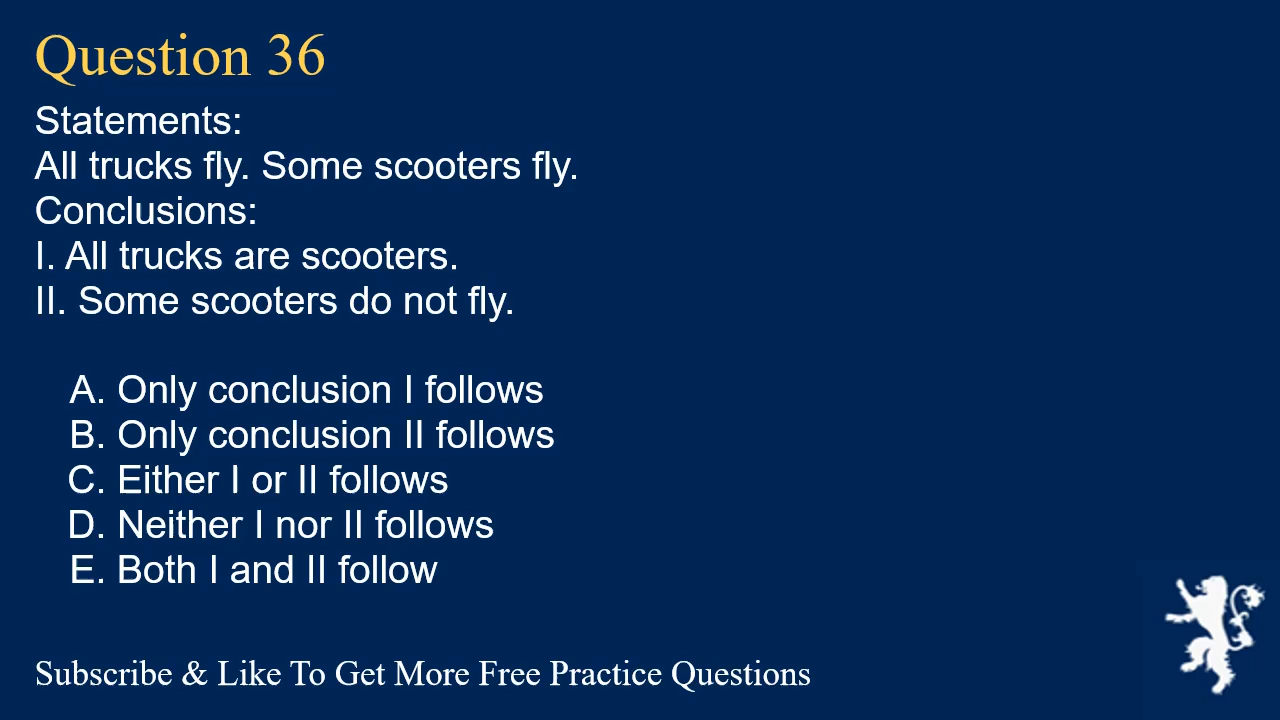 Question 36
Statements:
All trucks fly. Some scooters fly.
Conclusions:
I. All trucks are scooters.
II. Some scooters do not fly.
A. Only conclusion I follows
B. Only conclusion II follows
C. Either I or II follows
D. Neither I nor II follows
E. Both I and II follow
Subscribe & Like To Get More Free Practice Questions